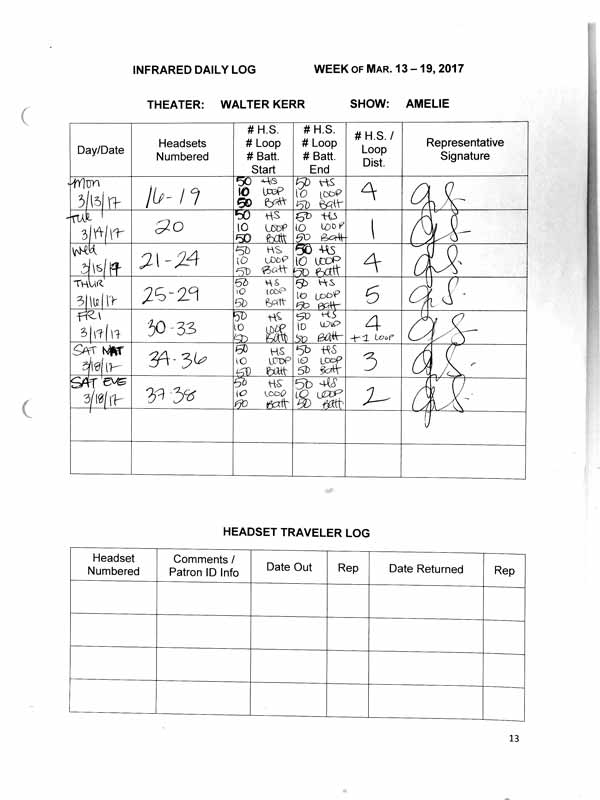 INFRARED DAILY LOG WEEK OF MAR. 13 – 19, 2017
THEATER: WALTER KERR SHOW: AMELIE
Day/Date
Headsets
Numbered
# H.S.
# Loop
# Batt.
Start
# H.S.
# Loop
# Batt.
End
# H.S. /
Loop
Dist.
Representative
Signature
Mon
3/13/17
16-19
50 HS
10 LOOP
50 Batt
50 HS
10 LOOP
50 Batt
4
Tue
3/14/17
20
50 HS
10 LOOP
50 Batt
50 HS
10 LOOP
50 Batt
1
Wed
3/15/17
21-24
50 HS
10 LOOP
50 Batt
50 HS
10 LOOP
50 Batt
4
THUR
3/16/17
25-29
50 HS
10 LOOP
50 Batt
50 HS
10 LOOP
50 Batt
5
FRI
3/17/17
30-33
50 HS
10 LOOP
50 Batt
50 HS
10 LOOP
50 Batt
4
+1 LOOP
SAT MAT
3/18/17
34-36
50 HS
10 LOOP
50 Batt
50 HS
10 LOOP
50 Batt
3
SAT EVE
3/18/17
37-38
50 HS
10 LOOP
50 Batt
50 HS
10 LOOP
50 Batt
2
HEADSET TRAVELER LOG
Headset
Numbered
Comments /
Patron ID Info
Date Out
Rep
Date Returned
Rep
13